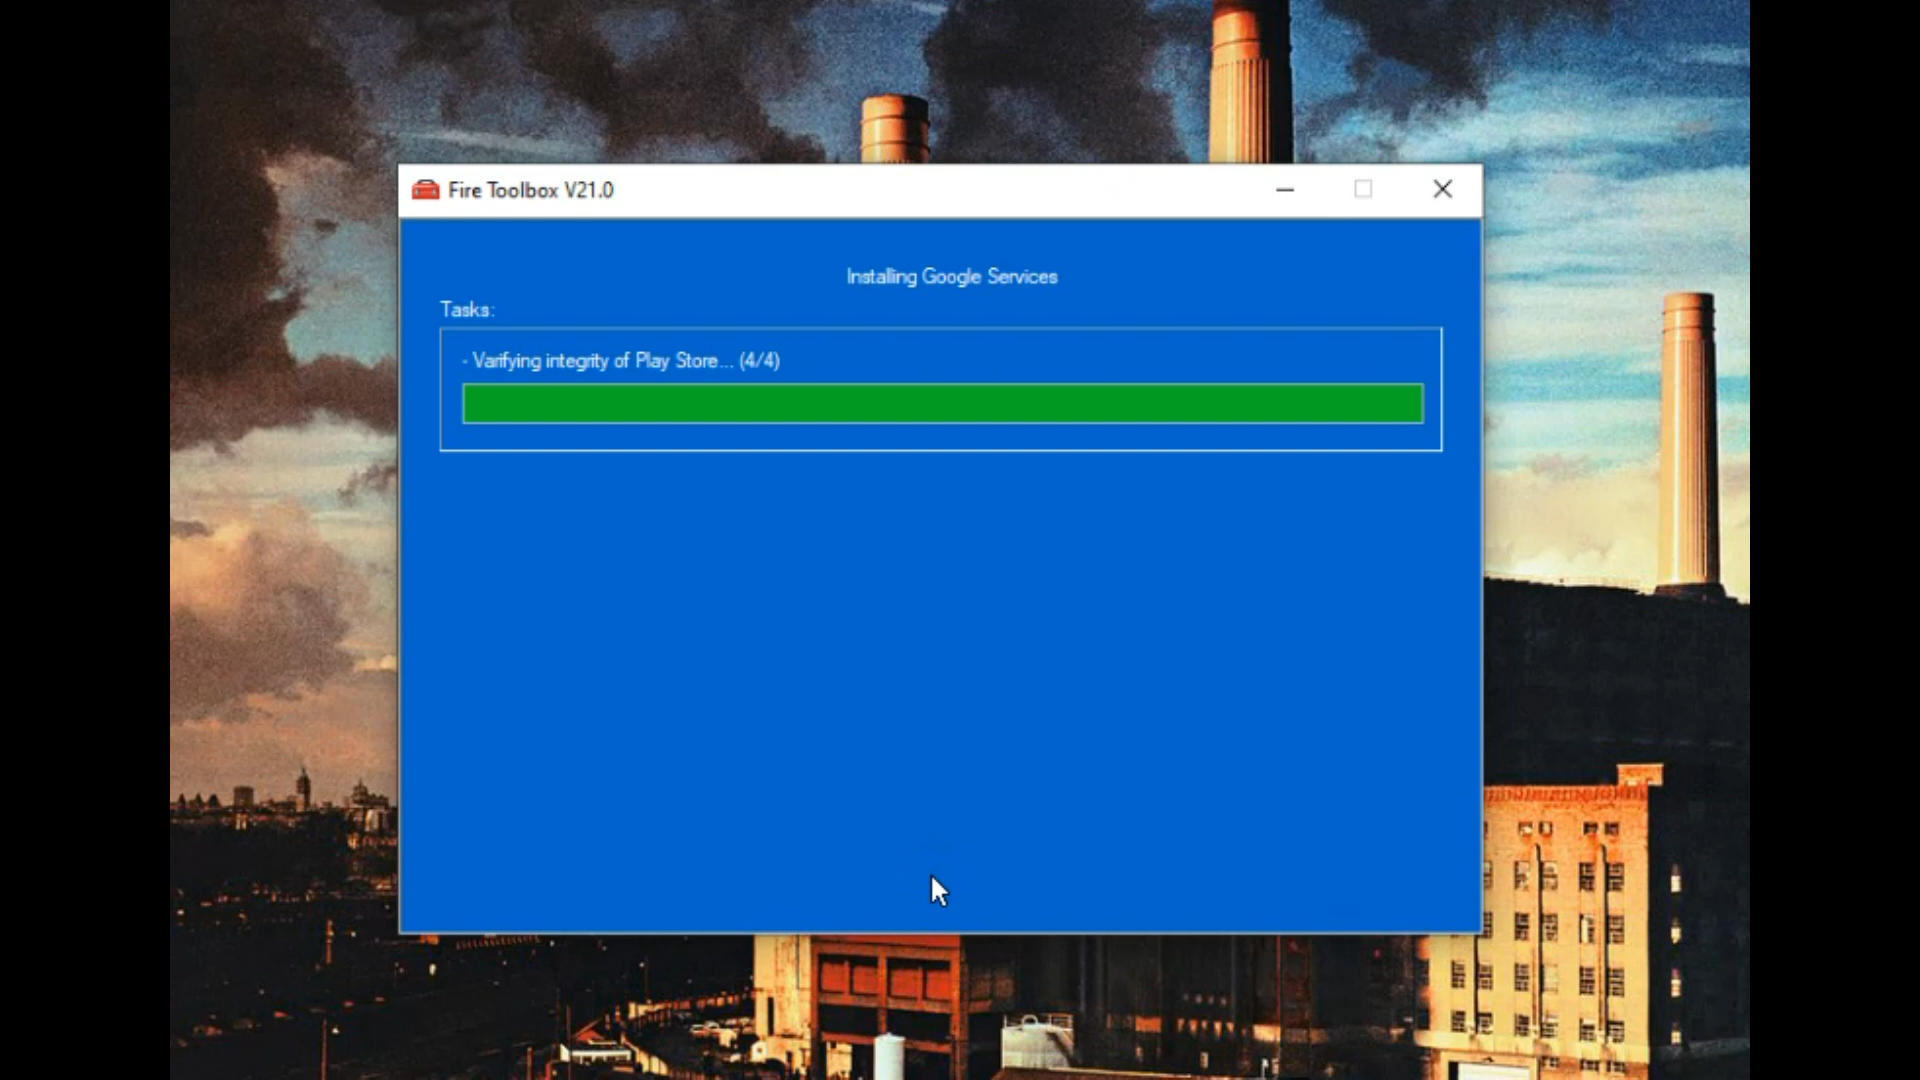 Fire Toolbox V21.0
Installing Google Services
Tasks:
- Varifying integrity of Play Store... (4/4)